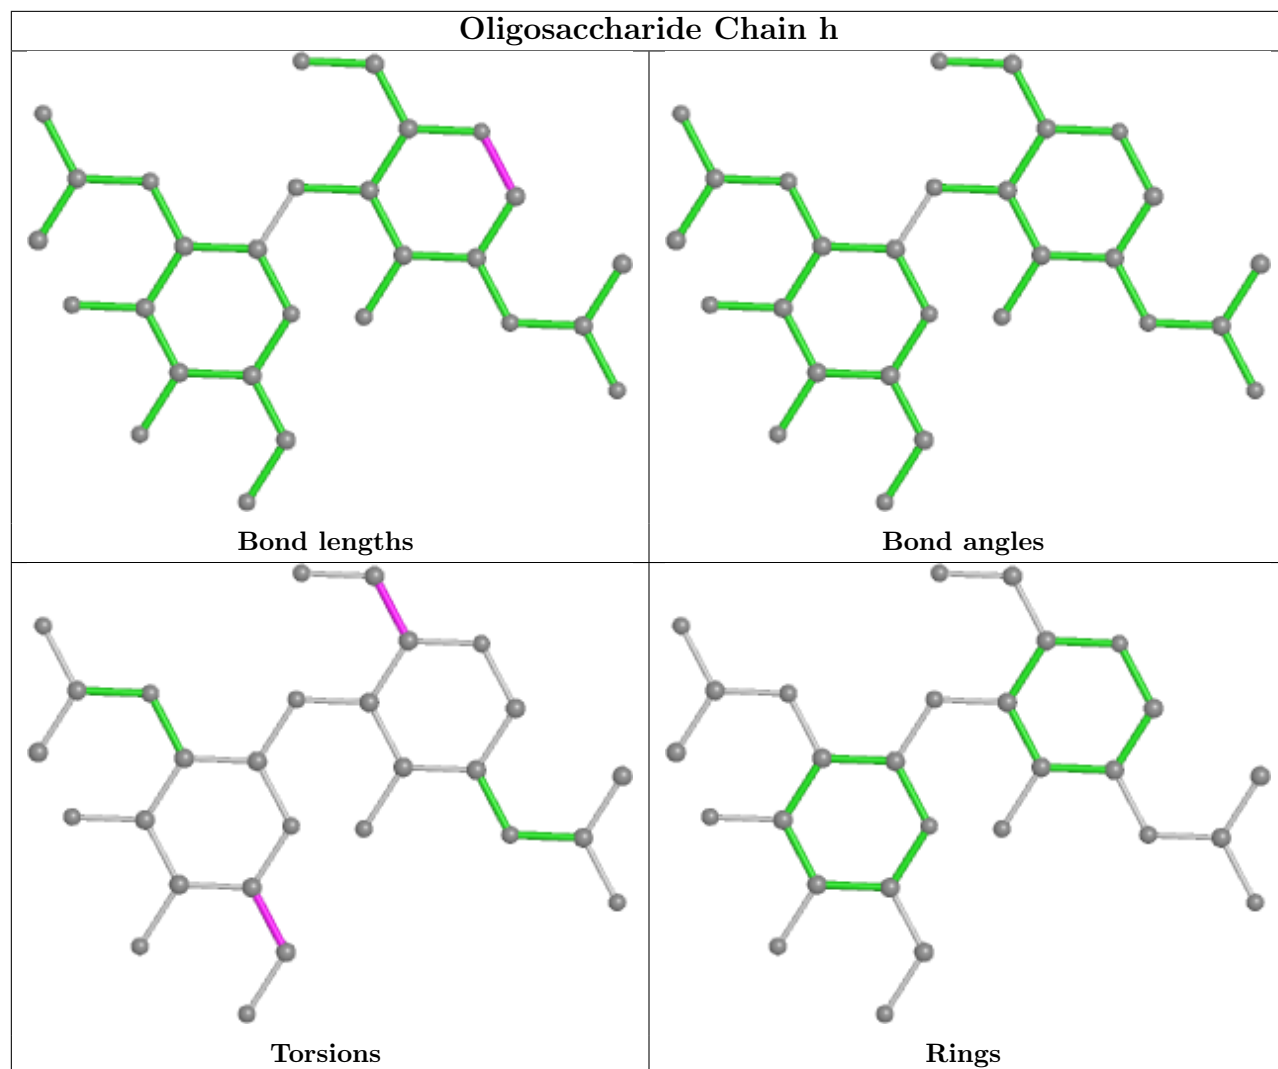 Oligosaccharide Chain h
Bond lengths
Bond angles
Torsions
Rings